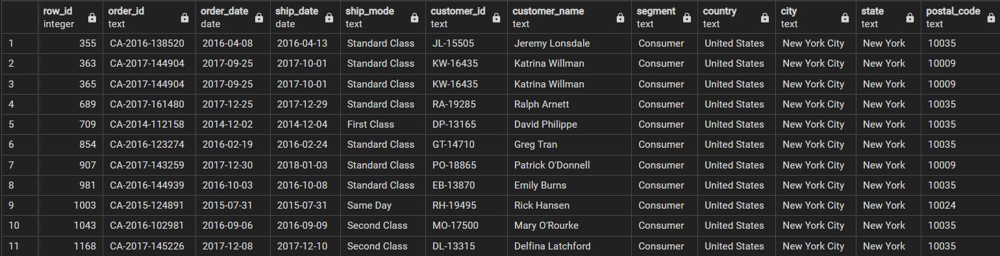 row_id order_id order_date ship_date ship_mode customer_id customer_name segment country city state postal_code
integer text date date text text text text text text text text
1 355 CA-2016-138520 2016-04-08 2016-04-13 Standard Class JL-15505 Jeremy Lonsdale Consumer United States New York City New York 10035
2 363 CA-2017-144904 2017-09-25 2017-10-01 Standard Class KW-16435 Katrina Willman Consumer United States New York City New York 10009
3 365 CA-2017-144904 2017-09-25 2017-10-01 Standard Class KW-16435 Katrina Willman Consumer United States New York City New York 10009
4 689 CA-2017-161480 2017-12-25 2017-12-29 Standard Class RA-19285 Ralph Arnett Consumer United States New York City New York 10035
5 709 CA-2014-112158 2014-12-02 2014-12-04 First Class DP-13165 David Philippe Consumer United States New York City New York 10035
6 854 CA-2016-123274 2016-02-19 2016-02-24 Standard Class GT-14710 Greg Tran Consumer United States New York City New York 10035
7 907 CA-2017-143259 2017-12-30 2018-01-03 Standard Class PO-18865 Patrick O'Donnell Consumer United States New York City New York 10009
8 981 CA-2016-144939 2016-10-03 2016-10-08 Standard Class EB-13870 Emily Burns Consumer United States New York City New York 10035
9 1003 CA-2015-124891 2015-07-31 2015-07-31 Same Day RH-19495 Rick Hansen Consumer United States New York City New York 10024
10 1043 CA-2016-102981 2016-09-06 2016-09-09 Second Class MO-17500 Mary O'Rourke Consumer United States New York City New York 10035
11 1168 CA-2017-145226 2017-12-08 2017-12-10 Second Class DL-13315 Delfina Latchford Consumer United States New York City New York 10035